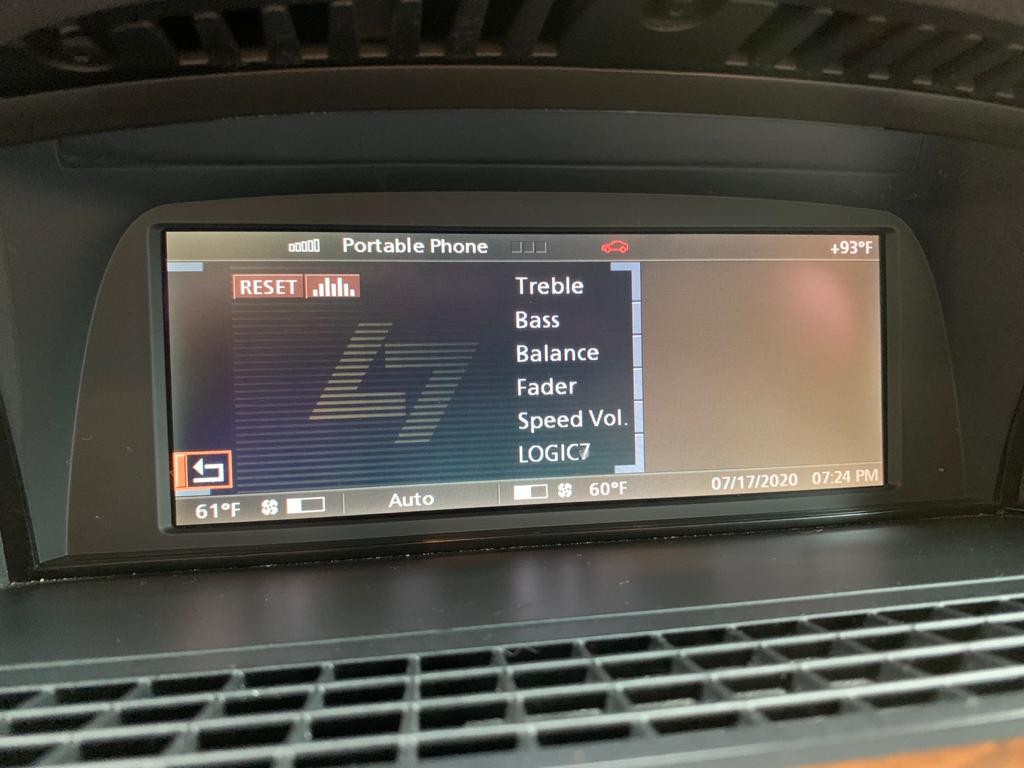 Portable Phone
+93°F
RESET
Treble
Bass
Balance
Fader
Speed Vol.
LOGIC7
L7
61°F
Auto
60°F
07/17/2020 07:24 PM